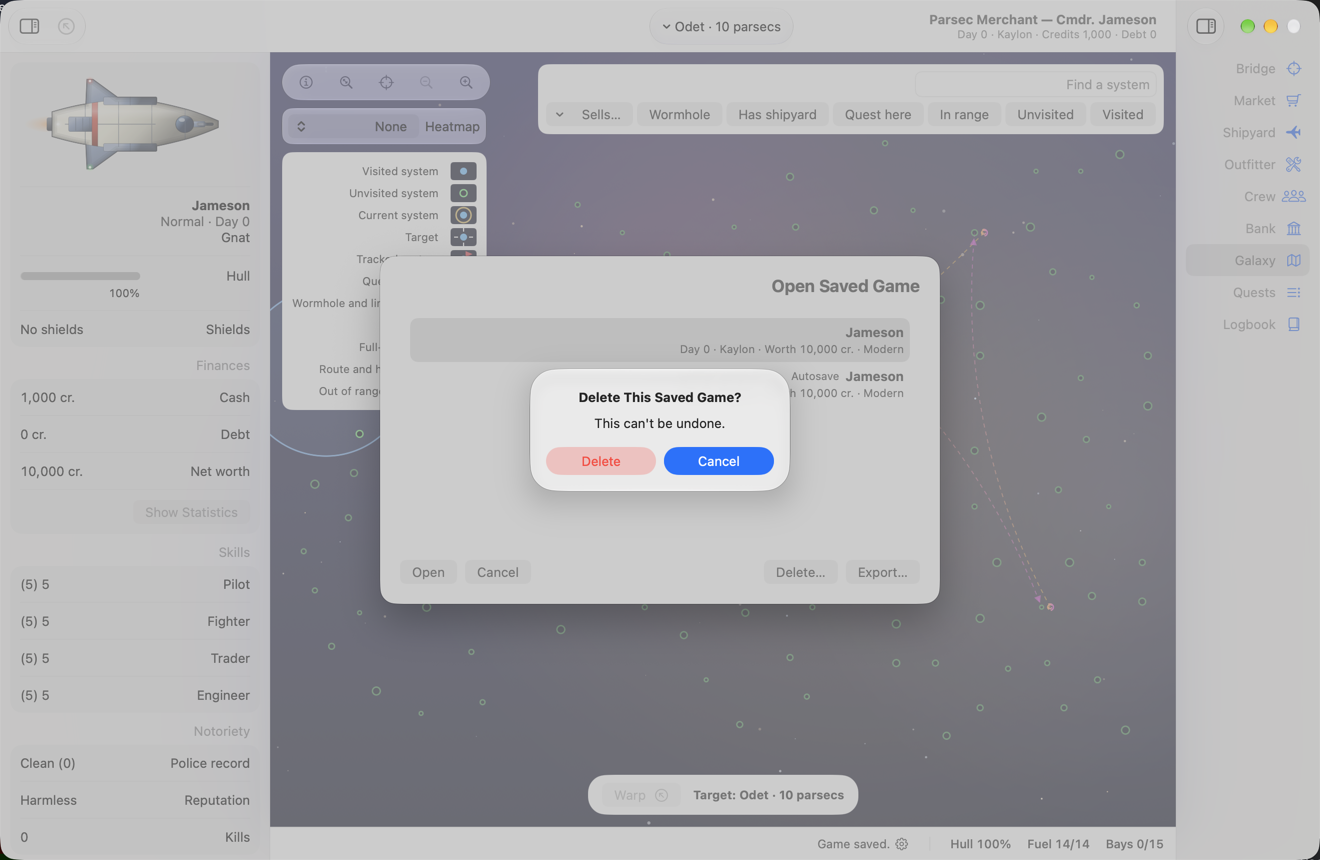 Odet · 10 parsecs
Parsec Merchant — Cmdr. Jameson
Day 0 · Kaylon · Credits 1,000 · Debt 0
Bridge
Market
Shipyard
Outfitter
Crew
Bank
Galaxy
Quests
Logbook
Jameson
Normal · Day 0
Gnat
Hull
100%
No shields Shields
Finances
1,000 cr. Cash
0 cr. Debt
10,000 cr. Net worth
Show Statistics
Skills
(5) 5 Pilot
(5) 5 Fighter
(5) 5 Trader
(5) 5 Engineer
Notoriety
Clean (0) Police record
Harmless Reputation
0 Kills
None Heatmap
Visited system
Unvisited system
Current system
Target
Wormhole and
Full-
Route and
Out of
Find a system
Sells... Wormhole Has shipyard Quest here In range Unvisited Visited
Open Saved Game
Jameson
Day 0 · Kaylon · Worth 10,000 cr. · Modern
Autosave Jameson
10,000 cr. · Modern
Delete This Saved Game?
This can't be undone.
Delete Cancel
Open Cancel Delete... Export...
Warp Target: Odet · 10 parsecs
Game saved. Hull 100% Fuel 14/14 Bays 0/15